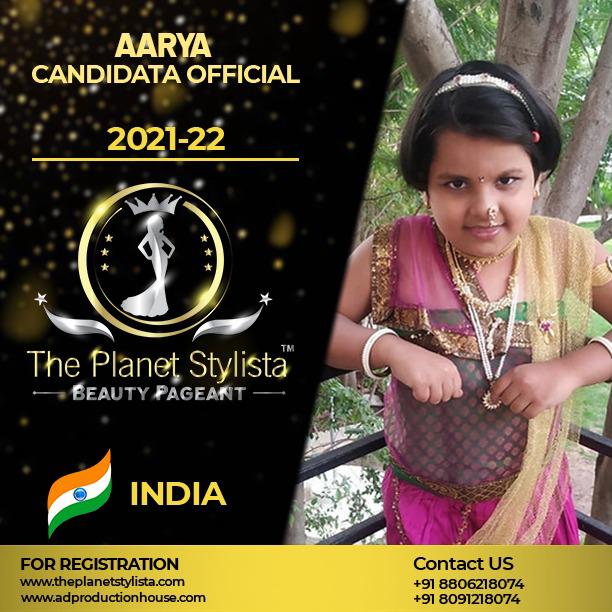 AARYA
CANDIDATA OFFICIAL
2021-22
The Planet Stylista™
BEAUTY PAGEANT
INDIA
FOR REGISTRATION
www.theplanetstylista.com
www.adproductionhouse.com
Contact US
+91 8806218074
+91 8091218074